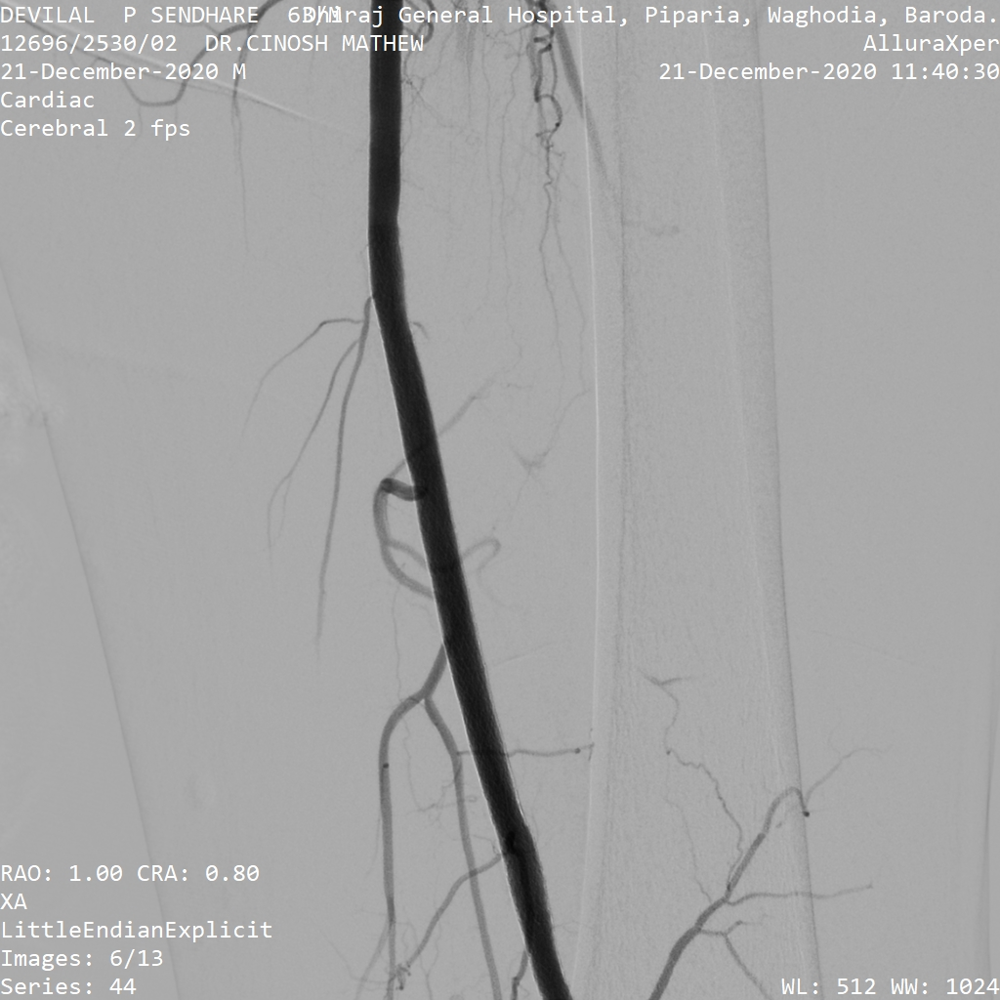 DEVILAL P SENDHARE 63Y/M
Dhiraj General Hospital, Piparia, Waghodia, Baroda.
12696/2530/02 DR.CINOSH MATHEW
AlluraXper
21-December-2020 M
21-December-2020 11:40:30
Cardiac
Cerebral 2 fps
RAO: 1.00 CRA: 0.80
XA
LittleEndianExplicit
Images: 6/13
Series: 44
WL: 512 WW: 1024